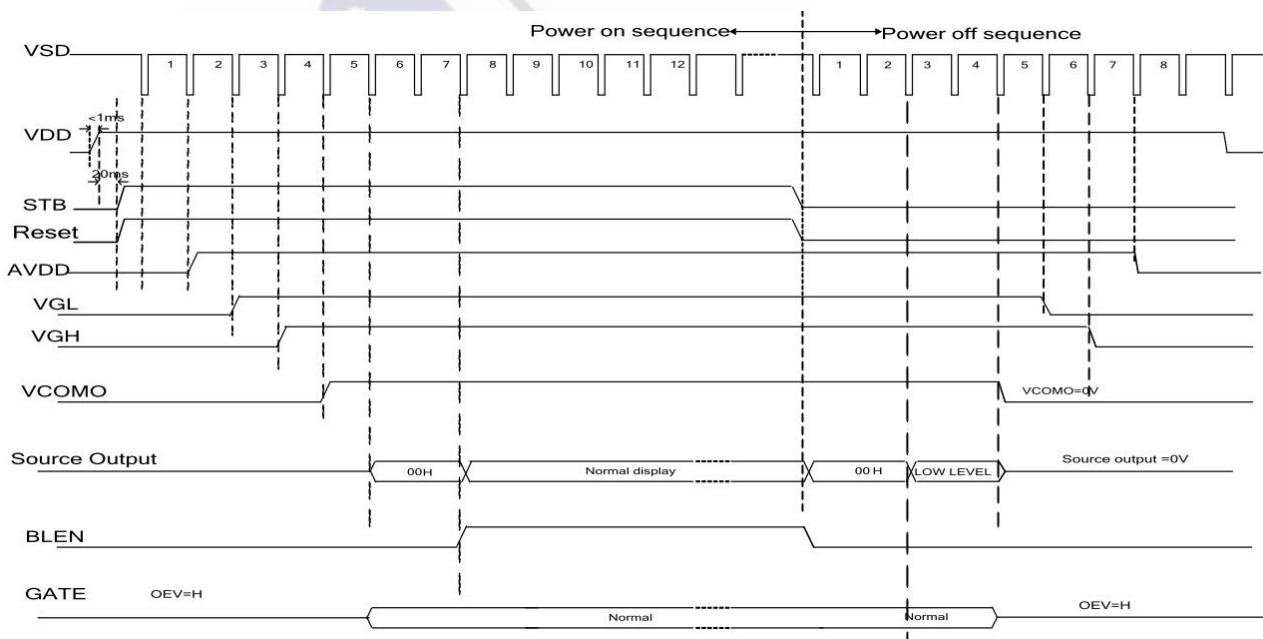 Power on sequence
Power off sequence
VSD
1 2 3 4 5 6 7 8 9 10 11 12 1 2 3 4 5 6 7 8
<1ms
VDD
20ms
STB
Reset
AVDD
VGL
VGH
VCOMO
VCOMO=0V
Source Output
00H
Normal display
00 H
LOW LEVEL
Source output =0V
BLEN
GATE
OEV=H
Normal
Normal
OEV=H